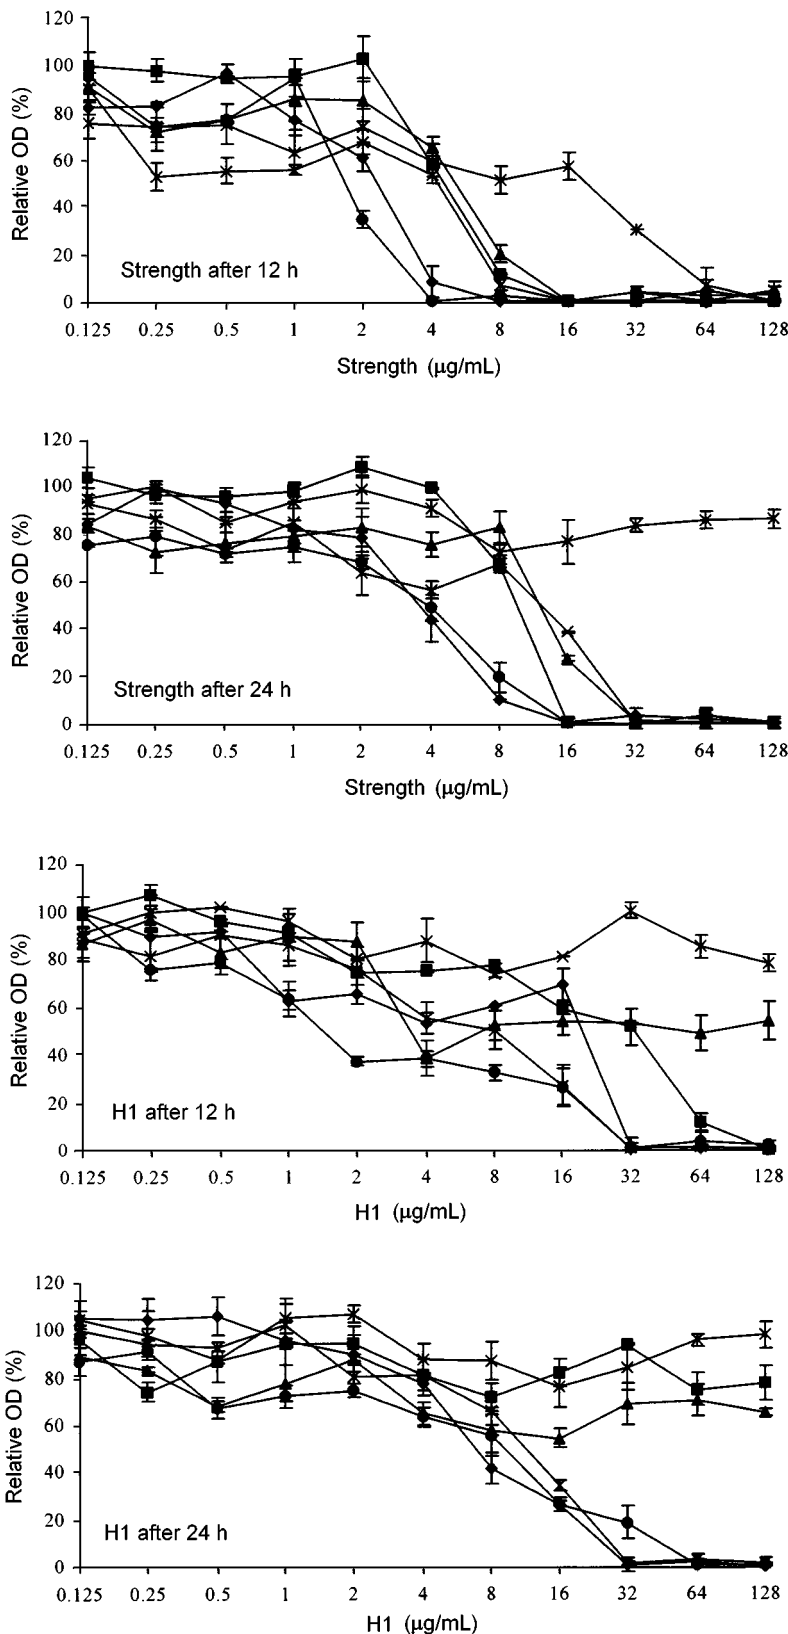 120
100
80
60
40
20
0
Relative OD (%)
Strength after 12 h
0.125 0.25 0.5 1 2 4 8 16 32 64 128
Strength (μg/mL)
120
100
80
60
40
20
0
Relative OD (%)
Strength after 24 h
0.125 0.25 0.5 1 2 4 8 16 32 64 128
Strength (μg/mL)
120
100
80
60
40
20
0
Relative OD (%)
H1 after 12 h
0.125 0.25 0.5 1 2 4 8 16 32 64 128
H1 (μg/mL)
120
100
80
60
40
20
0
Relative OD (%)
H1 after 24 h
0.125 0.25 0.5 1 2 4 8 16 32 64 128
H1 (μg/mL)